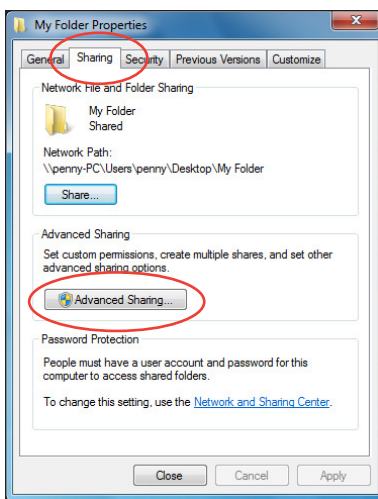 My Folder Properties
General Sharing Security Previous Versions Customize
Network File and Folder Sharing
My Folder
Shared
Network Path:
\\penny-PC\Users\penny\Desktop\My Folder
Share...
Advanced Sharing
Set custom permissions, create multiple shares, and set other
advanced sharing options.
Advanced Sharing...
Password Protection
People must have a user account and password for this
computer to access shared folders.
To change this setting, use the Network and Sharing Center.
Close Cancel Apply